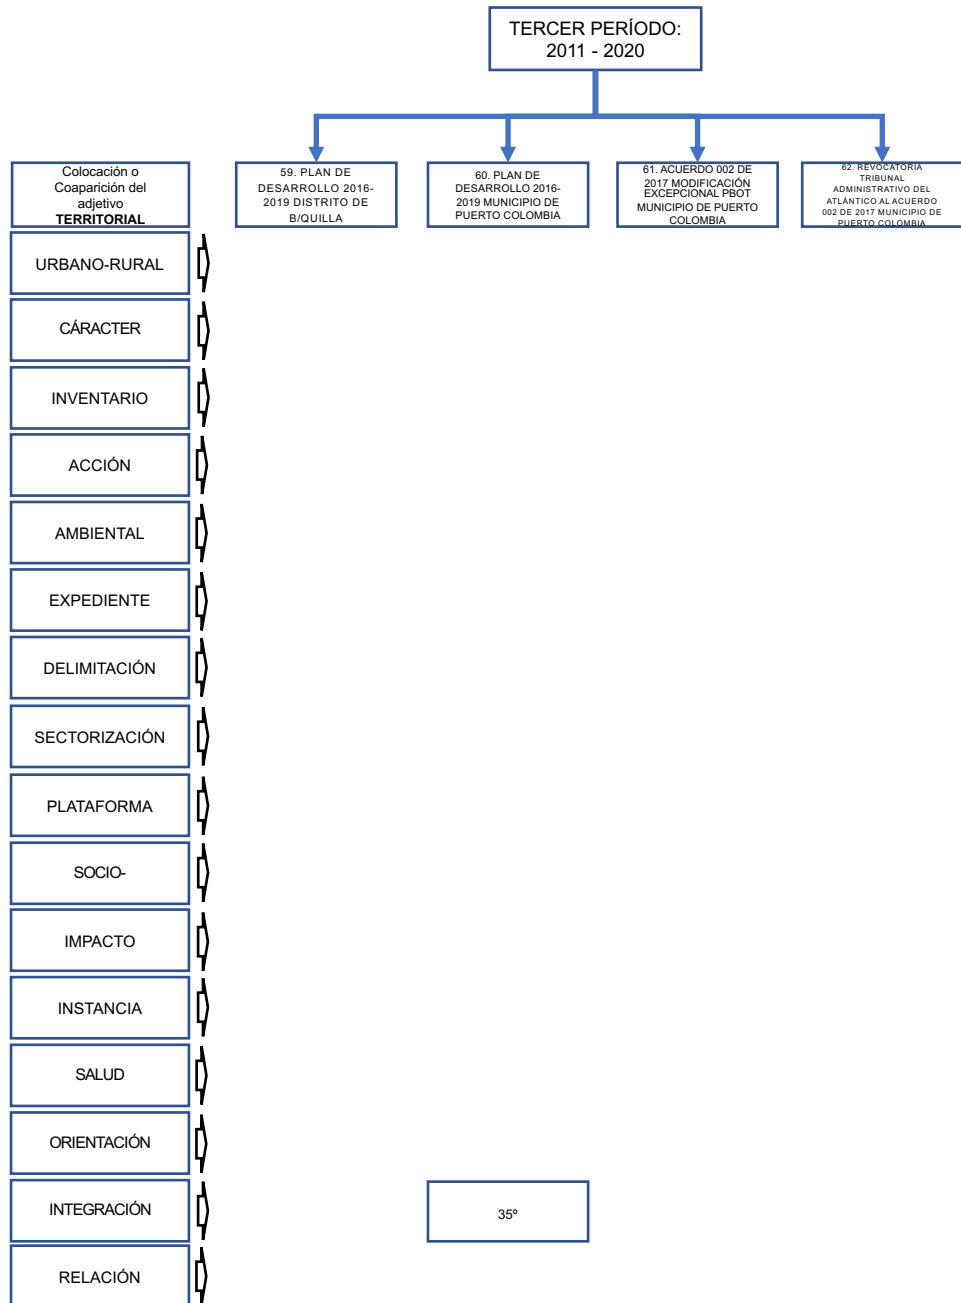 TERCER PERÍODO:
2011 - 2020
Colocación o
Coaparición del
adjetivo
TERRITORIAL
59. PLAN DE
DESARROLLO 2016-
2019 DISTRITO DE
B/QUILLA
60. PLAN DE
DESARROLLO 2016-
2019 MUNICIPIO DE
PUERTO COLOMBIA
61. ACUERDO 002 DE
2017 MODIFICACIÓN
EXCEPCIONAL PBOT
MUNICIPIO DE PUERTO
COLOMBIA
62. REVOCATORIA
TRIBUNAL
ADMINISTRATIVO DEL
ATLÁNTICO AL ACUERDO
002 DE 2017 MUNICIPIO DE
PUERTO COLOMBIA
URBANO-RURAL
CÁRACTER
INVENTARIO
ACCIÓN
AMBIENTAL
EXPEDIENTE
DELIMITACIÓN
SECTORIZACIÓN
PLATAFORMA
SOCIO-
IMPACTO
INSTANCIA
SALUD
ORIENTACIÓN
INTEGRACIÓN
35º
RELACIÓN